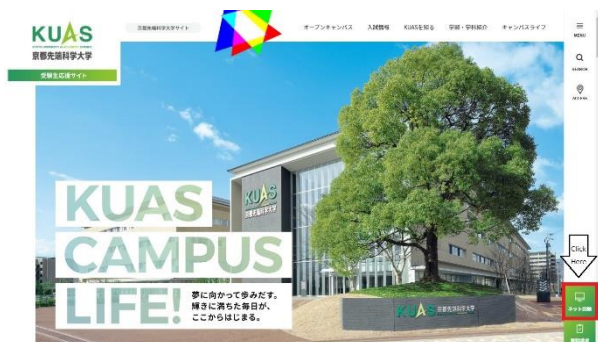 KUAS
京都先端科学大学
受験生応援サイト
京都先端科学大学サイト
オープンキャンパス 入試情報 KUASを知る 学部・学科紹介 キャンパスライフ
MENU
SEARCH
ACCESS
KUAS
京都先端科学大学
KUAS
CAMPUS
LIFE!
夢に向かって歩みだす。
輝きに満ちた毎日が、
ここからはじまる。
KUAS 京都先端科学大学
Click
Here
ネット出願
資料請求